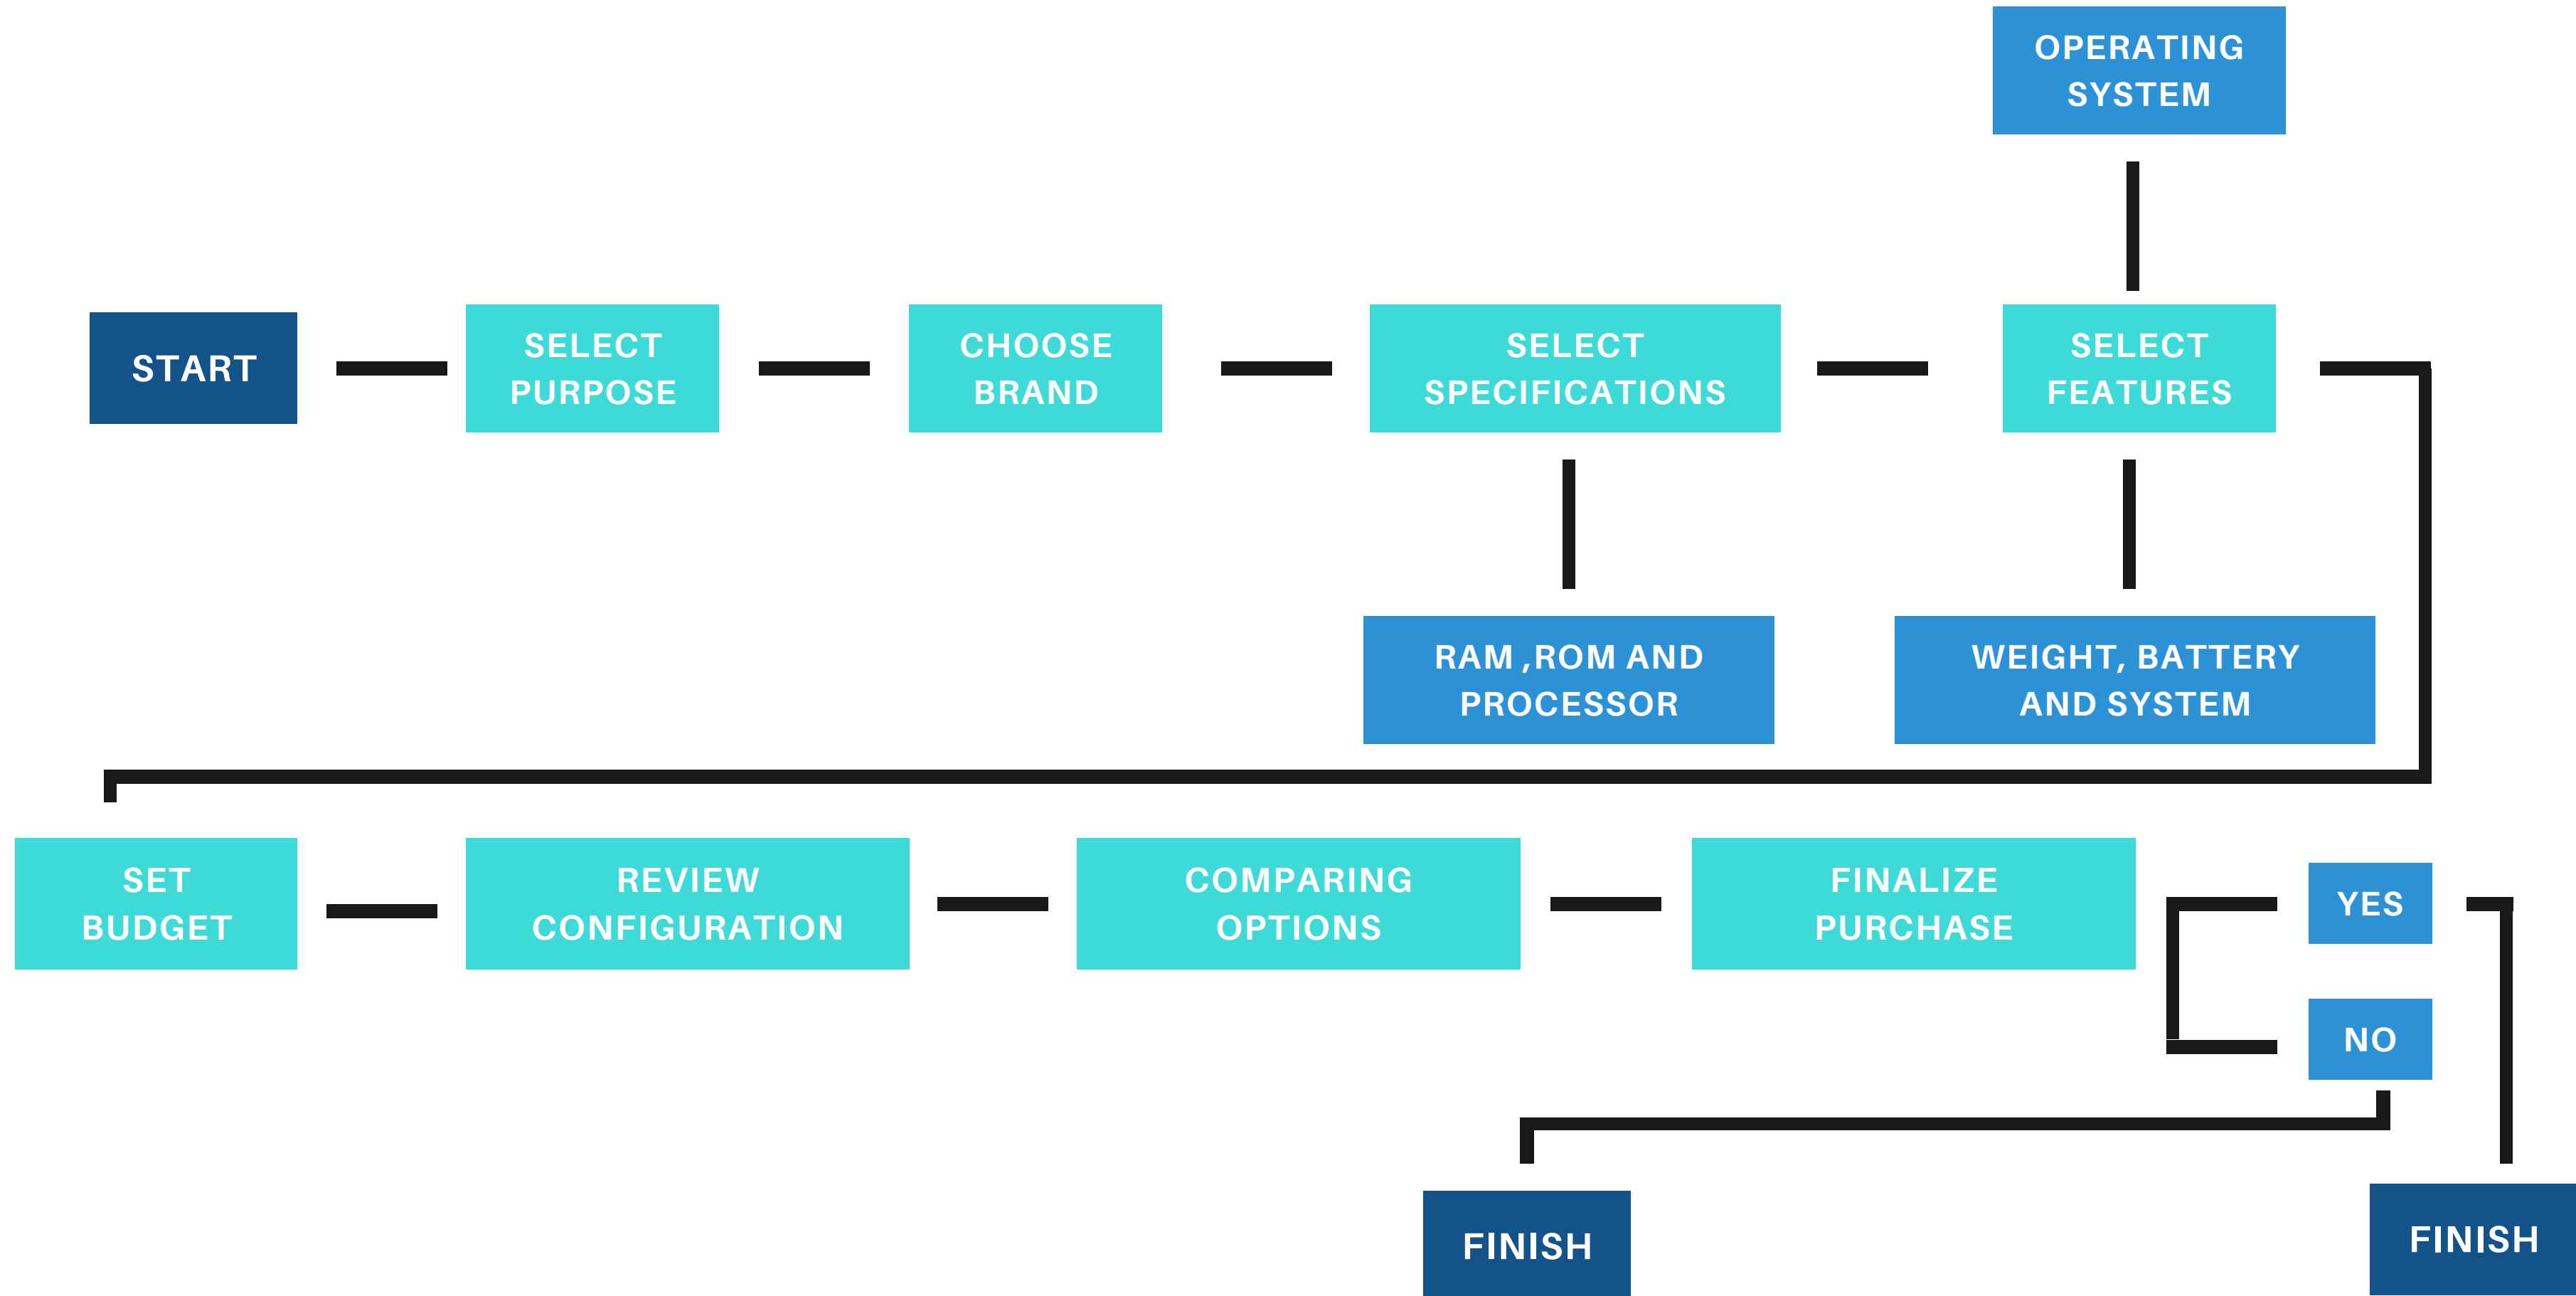 OPERATING
SYSTEM
START
SELECT
PURPOSE
CHOOSE
BRAND
SELECT
SPECIFICATIONS
SELECT
FEATURES
RAM ,ROM AND
PROCESSOR
WEIGHT, BATTERY
AND SYSTEM
SET
BUDGET
REVIEW
CONFIGURATION
COMPARING
OPTIONS
FINALIZE
PURCHASE
YES
NO
FINISH
FINISH